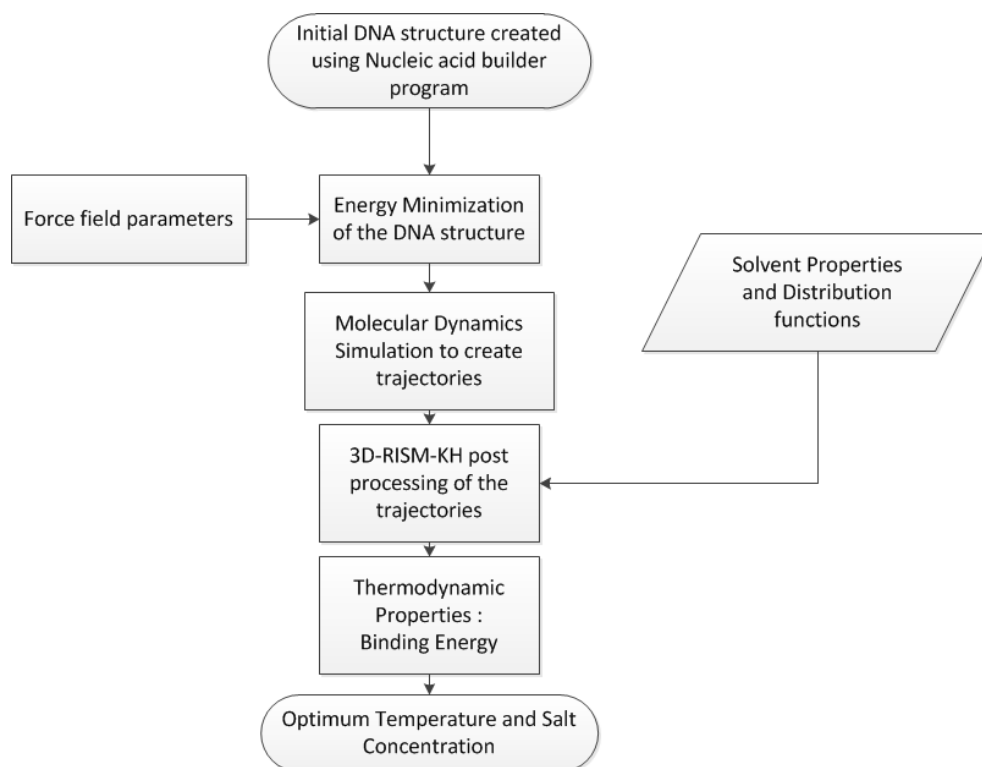 Initial DNA structure created
using Nucleic acid builder
program
Force field parameters
Energy Minimization
of the DNA structure
Solvent Properties
and Distribution
functions
Molecular Dynamics
Simulation to create
trajectories
3D-RISM-KH post
processing of the
trajectories
Thermodynamic
Properties :
Binding Energy
Optimum Temperature and Salt
Concentration